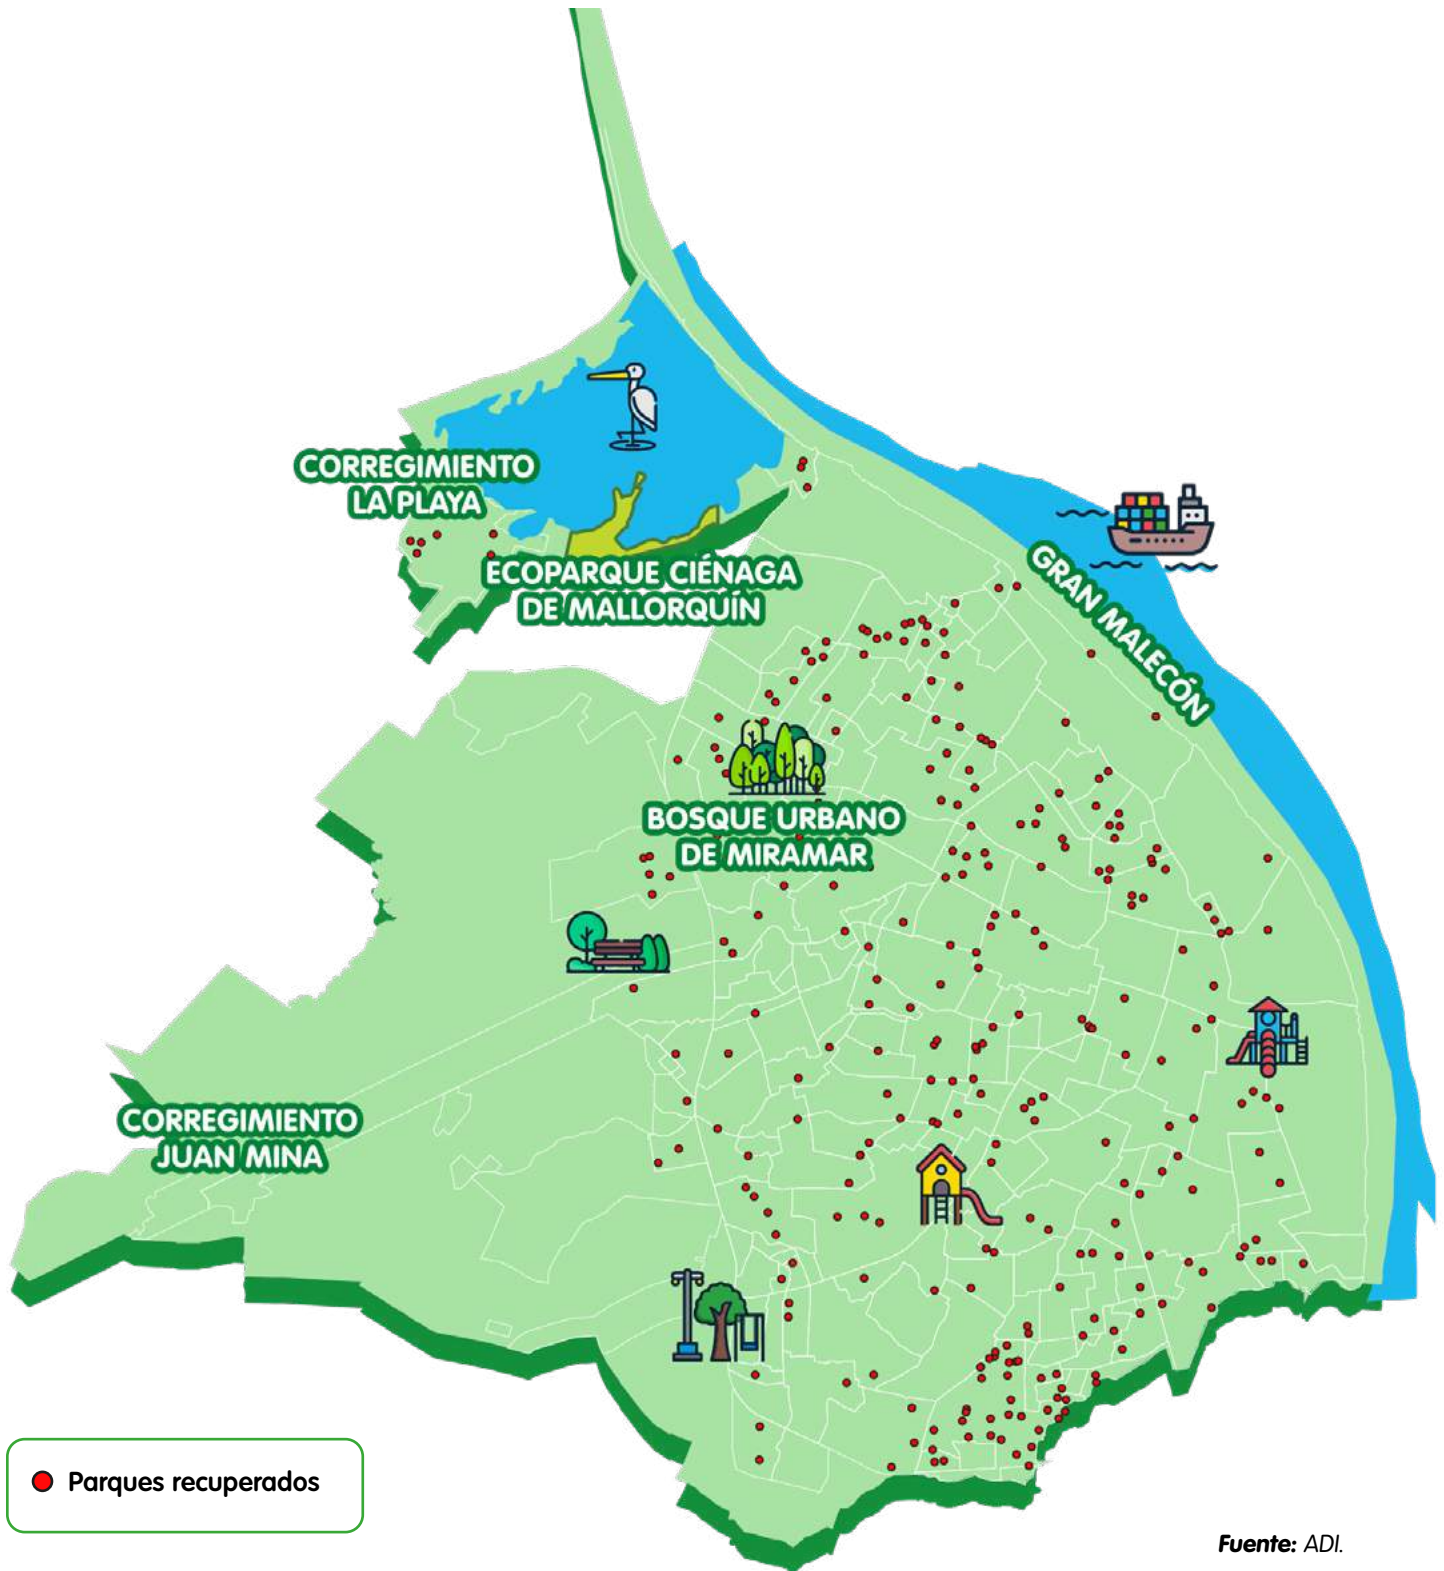 CORREGIMIENTO
LA PLAYA
ECOPARQUE CIÉNAGA
DE MALLORQUÍN
GRAN MALECÓN
BOSQUE URBANO
DE MIRAMAR
CORREGIMIENTO
JUAN MINA
Parques recuperados
Fuente: ADI.